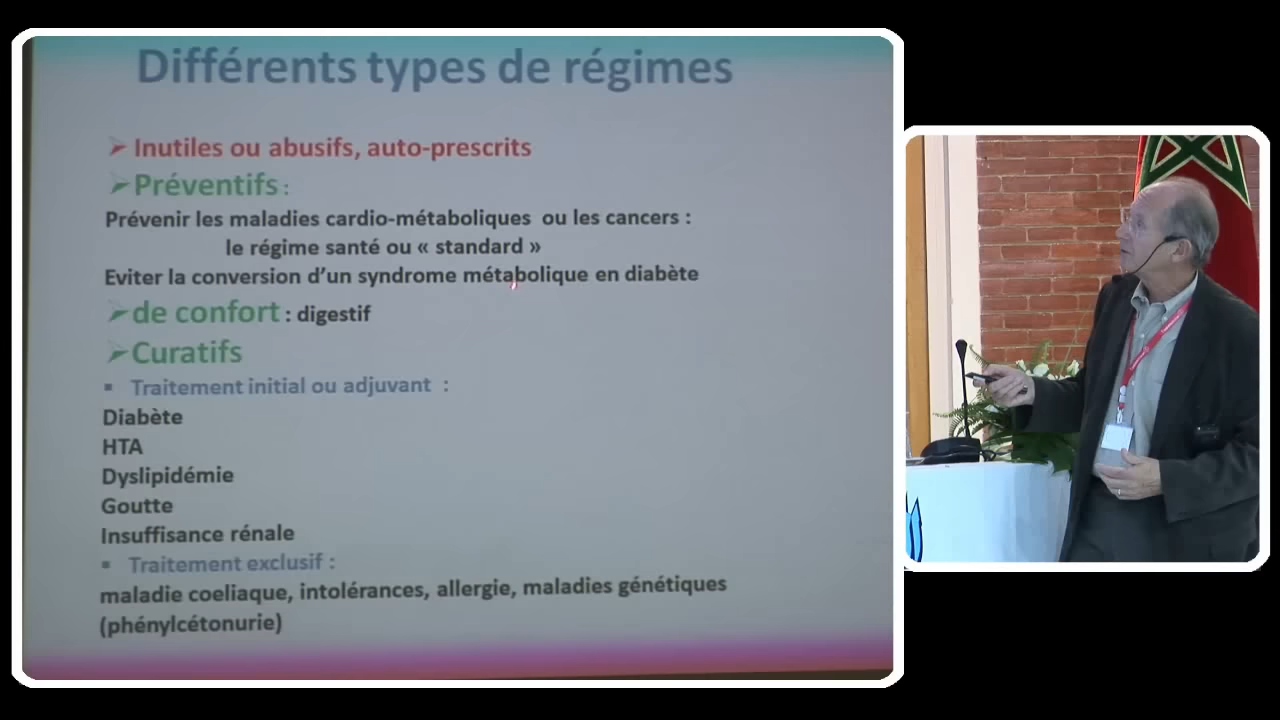 Différents types de régimes
Inutiles ou abusifs, auto-prescrits
Préventifs :
Prévenir les maladies cardio-métaboliques ou les cancers :
le régime santé ou « standard »
Eviter la conversion d'un syndrome métabolique en diabète
de confort : digestif
Curatifs
Traitement initial ou adjuvant :
Diabète
HTA
Dyslipidémie
Goutte
Insuffisance rénale
Traitement exclusif :
maladie coeliaque, intolérances, allergie, maladies génétiques
(phénylcétonurie)